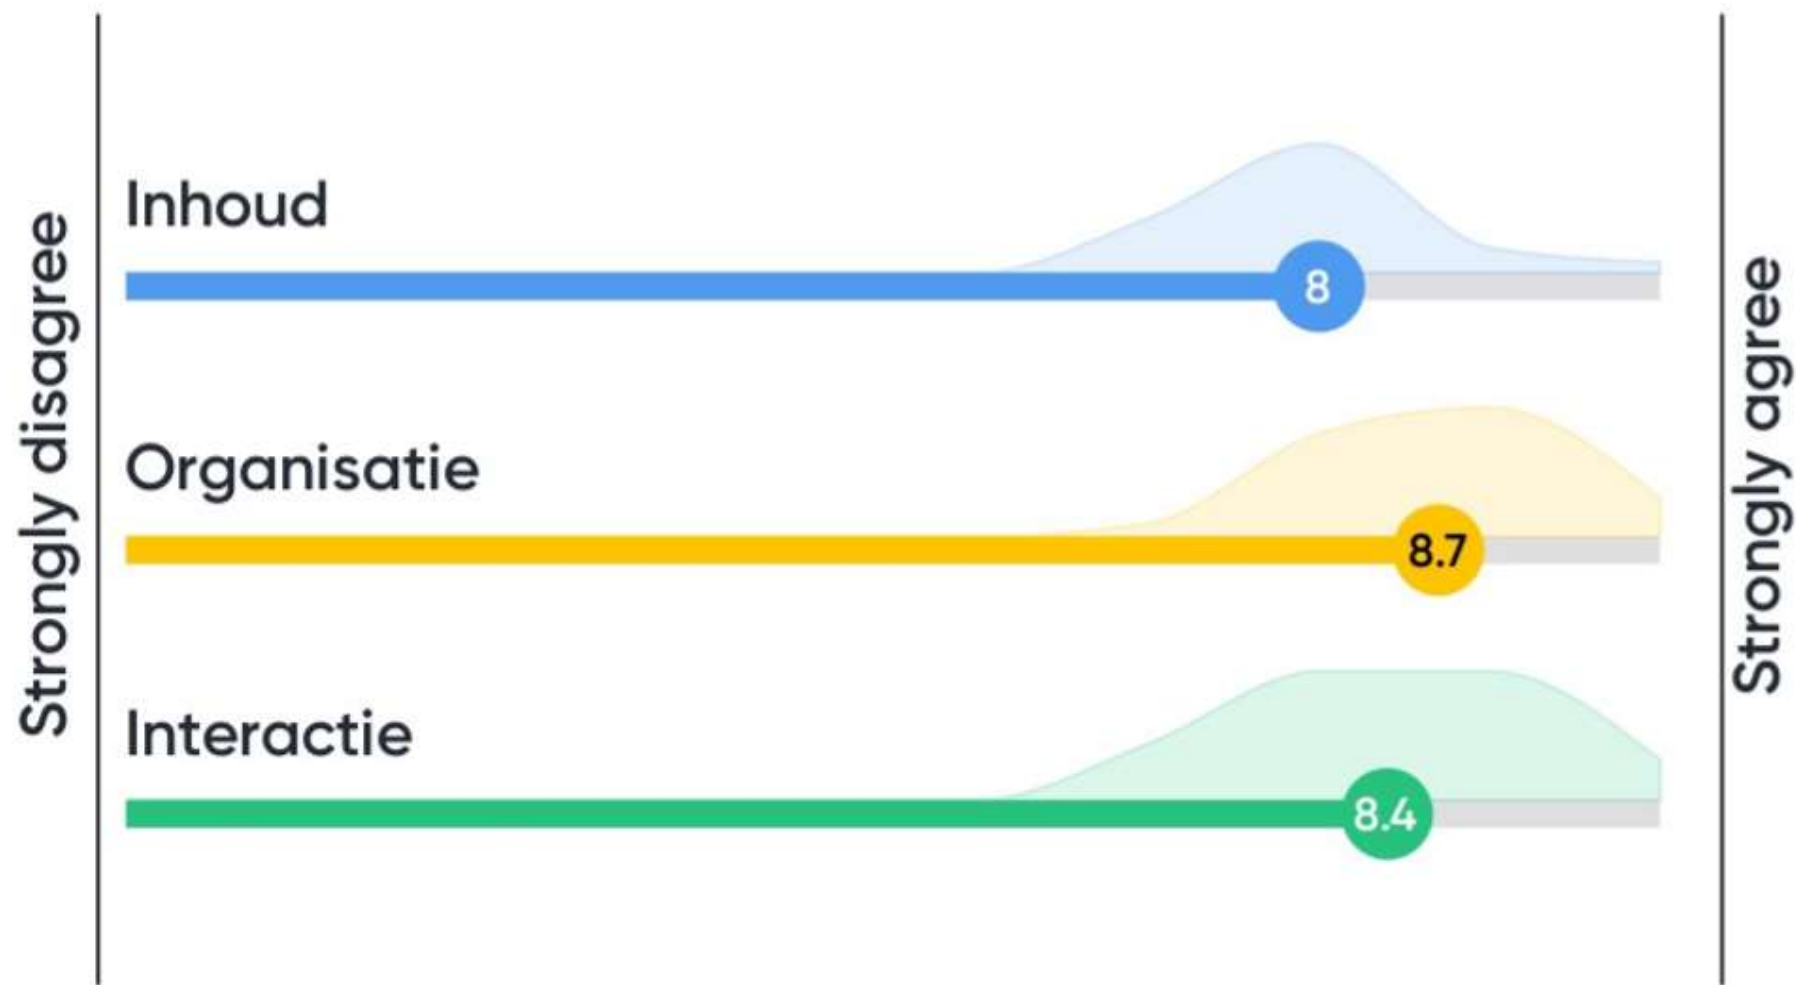 Strongly disagree
Inhoud
8
Organisatie
8.7
Interactie
8.4
Strongly agree